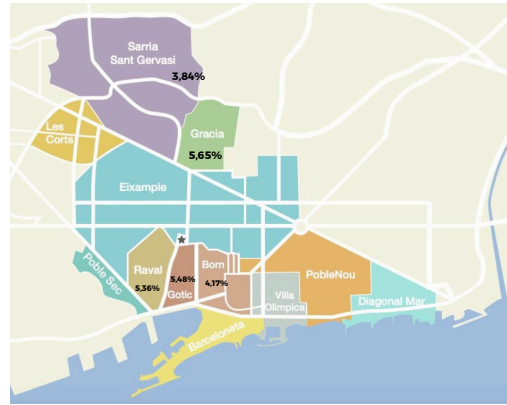 Sarria
Sant Gervasi
3,84%
Les
Corts
Gracia
5,65%
Eixample
Poble Sec
Raval
5,36%
5,48%
Gotic
Born
4,17%
PobleNou
Villa
Olimpica
Diagonal Mar
Barceloneta